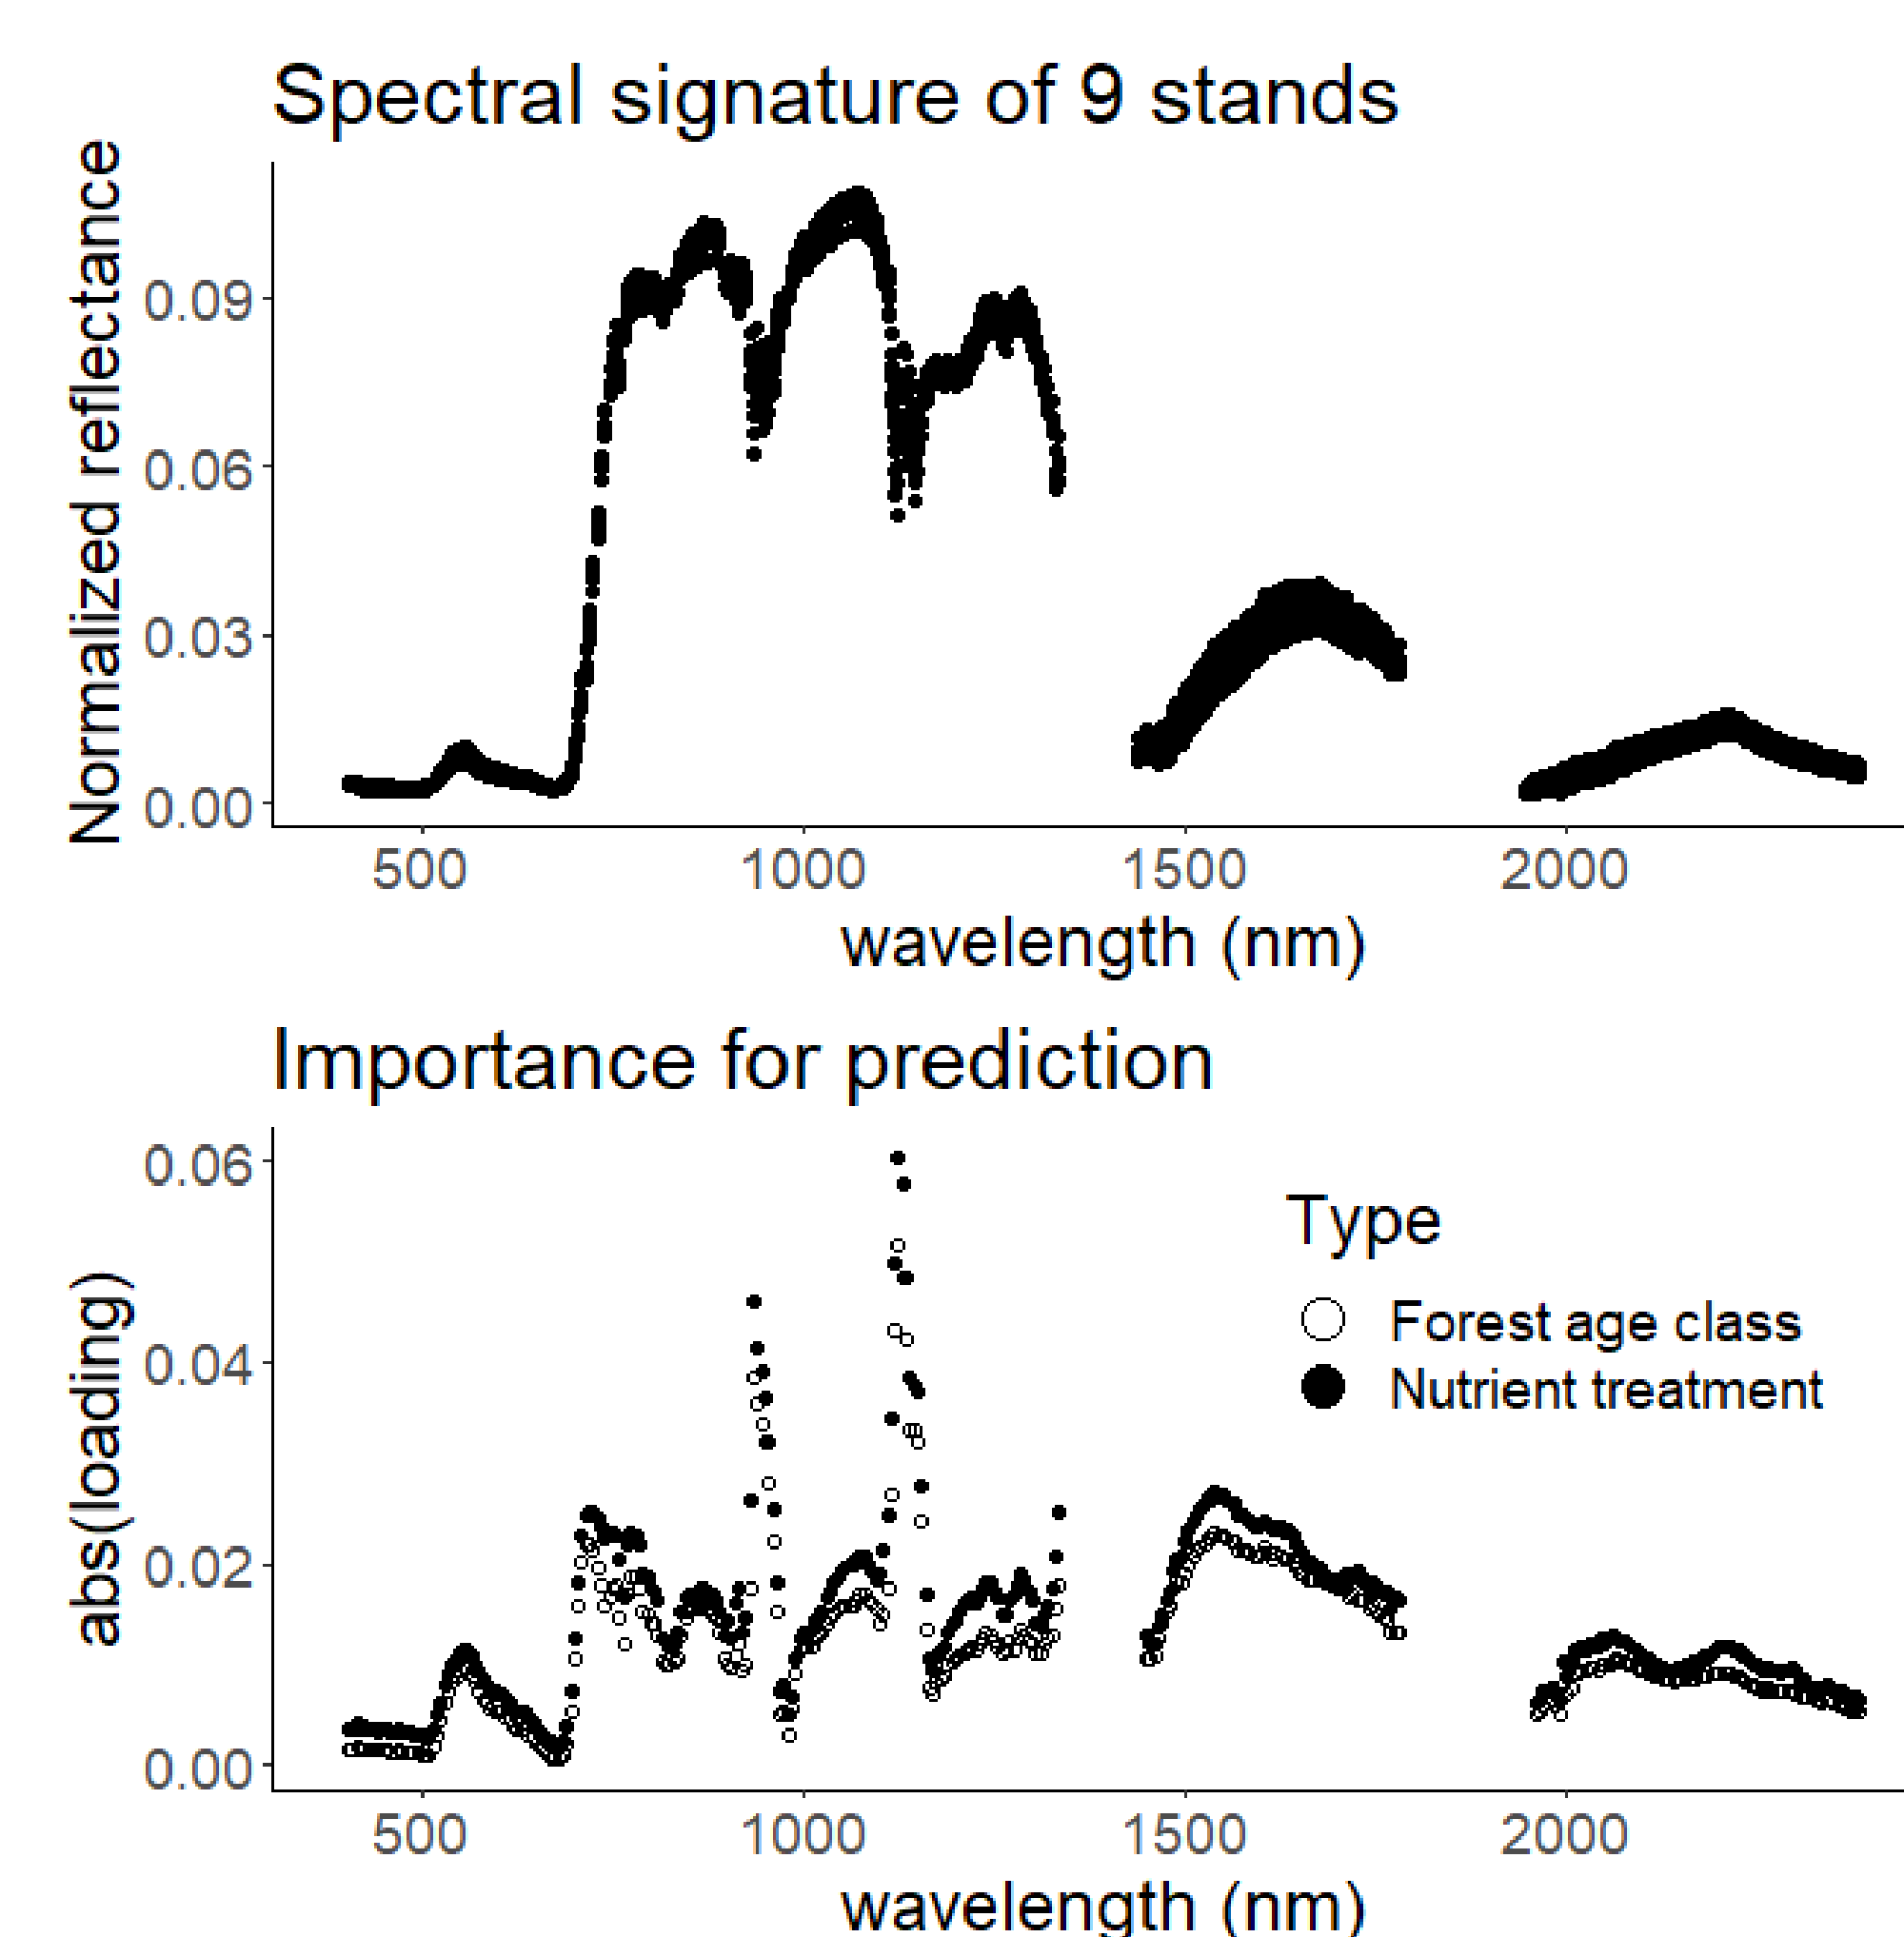 Spectral signature of 9 stands
Normalized reflectance
0.09
0.06
0.03
0.00
500 1000 1500 2000
wavelength (nm)
Importance for prediction
abs(loading)
0.06
0.04
0.02
0.00
Type
Forest age class
Nutrient treatment
500 1000 1500 2000
wavelength (nm)